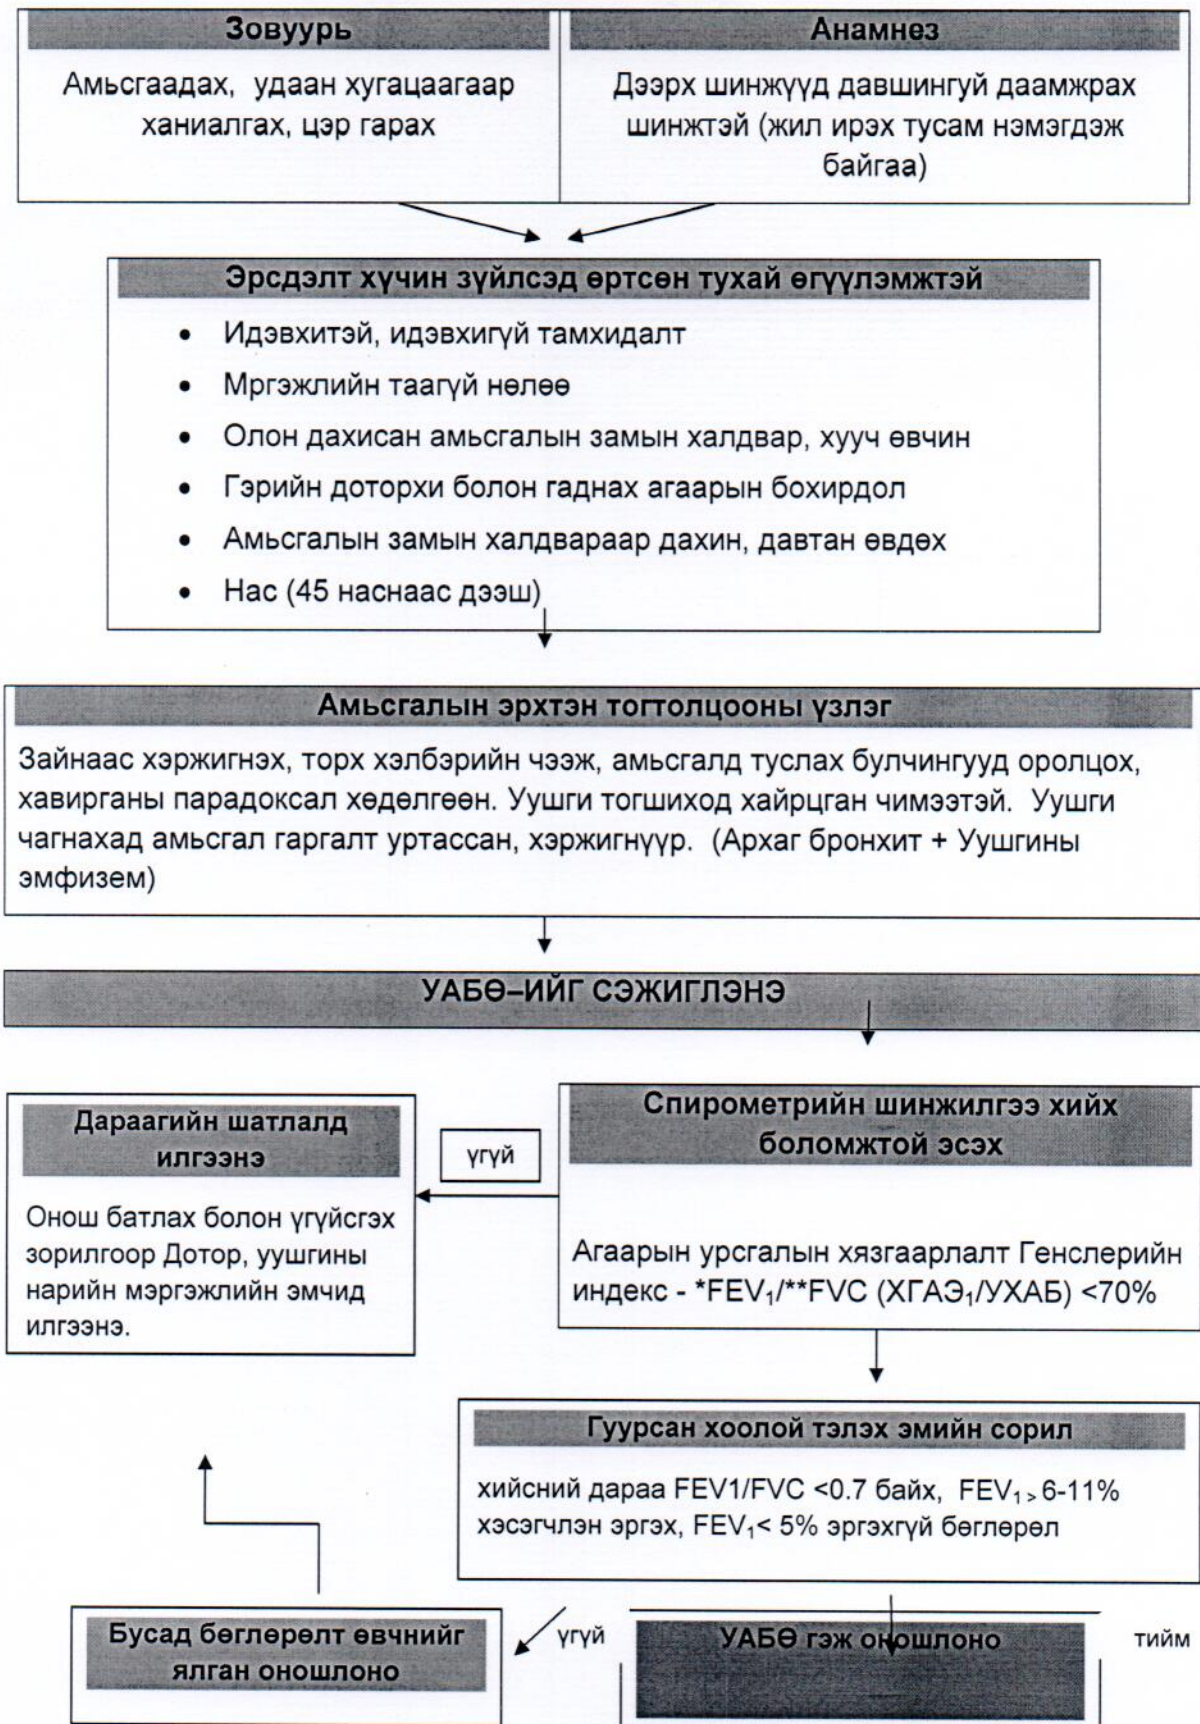 Зовуурь
Амьсгаадах, удаан хугацаагаар
ханиалгах, цэр гарах
Анамнез
Дээрх шинжүүд давшингуй даамжрах
шинжтэй (жил ирэх тусам нэмэгдэж
байгаа)
Эрсдэлт хүчин зүйлсэд өртсөн тухай өгүүлэмжтэй
• Идэвхитэй, идэвхигүй тамхидалт
• Мргэжлийн таагүй нөлөө
• Олон дахисан амьсгалын замын халдвар, хууч өвчин
• Гэрийн доторхи болон гаднах агаарын бохирдол
• Амьсгалын замын халдвараар дахин, давтан өвдөх
• Нас (45 наснаас дээш)
Амьсгалын эрхтэн тогтолцооны үзлэг
Зайнаас хэржигнэх, торх хэлбэрийн чээж, амьсгалд туслах булчингууд оролцох,
хавирганы парадоксал хөдөлгөөн. Уушги тогшиход хайрцган чимээтэй. Уушги
чагнахад амьсгал гаргалт уртассан, хэржигнүүр. (Архаг бронхит + Уушгины
эмфизем)
УАБӨ–ИЙГ СЭЖИГЛЭНЭ
Дараагийн шатлалд
илгээнэ
Онош батлах болон үгүйсгэх
зорилгоор Дотор, уушгины
нарийн мэргэжлийн эмчид
илгээнэ.
үгүй
Спирометрийн шинжилгээ хийх
боломжтой эсэх
Агаарын урсгалын хязгаарлалт Генслерийн
индекс - *FEV₁/**FVC (ХГАЭ₁/УХАБ) <70%
Гуурсан хоолой тэлэх эмийн сорил
хийсний дараа FEV1/FVC <0.7 байх, FEV₁ > 6-11%
хэсэгчлэн эргэх, FEV₁< 5% эргэхгүй бөглөрөл
Бусад бөглөрөлт өвчнийг
ялган оношлоно
үгүй
УАБӨ гэж оношлоно
тийм